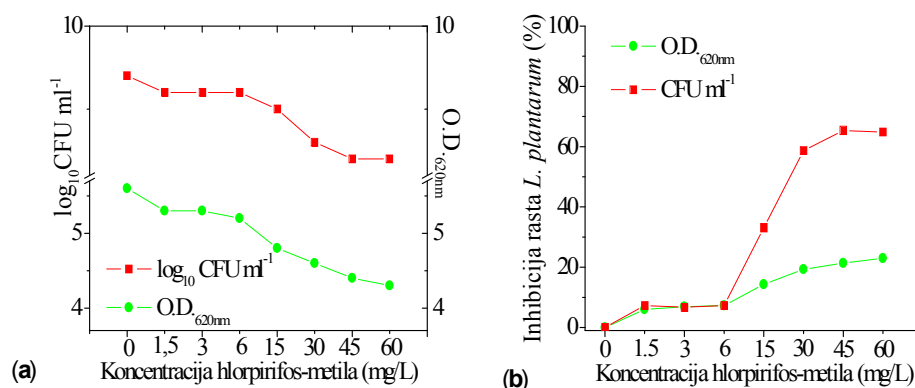 10
10
log₁₀CFU ml⁻¹
O.D.₆₂₀nm
5
5
4
4
log₁₀ CFU ml⁻¹
O.D.₆₂₀nm
0 1,5 3 6 15 30 45 60
(a)
Koncentracija hlorpirifos-metila (mg/L)
Inhibicija rasta L. plantarum (%)
100
80
60
40
20
0
O.D.₆₂₀nm
CFU ml⁻¹
0 1.5 3 6 15 30 45 60
(b)
Koncentracija hlorpirifos-metila (mg/L)